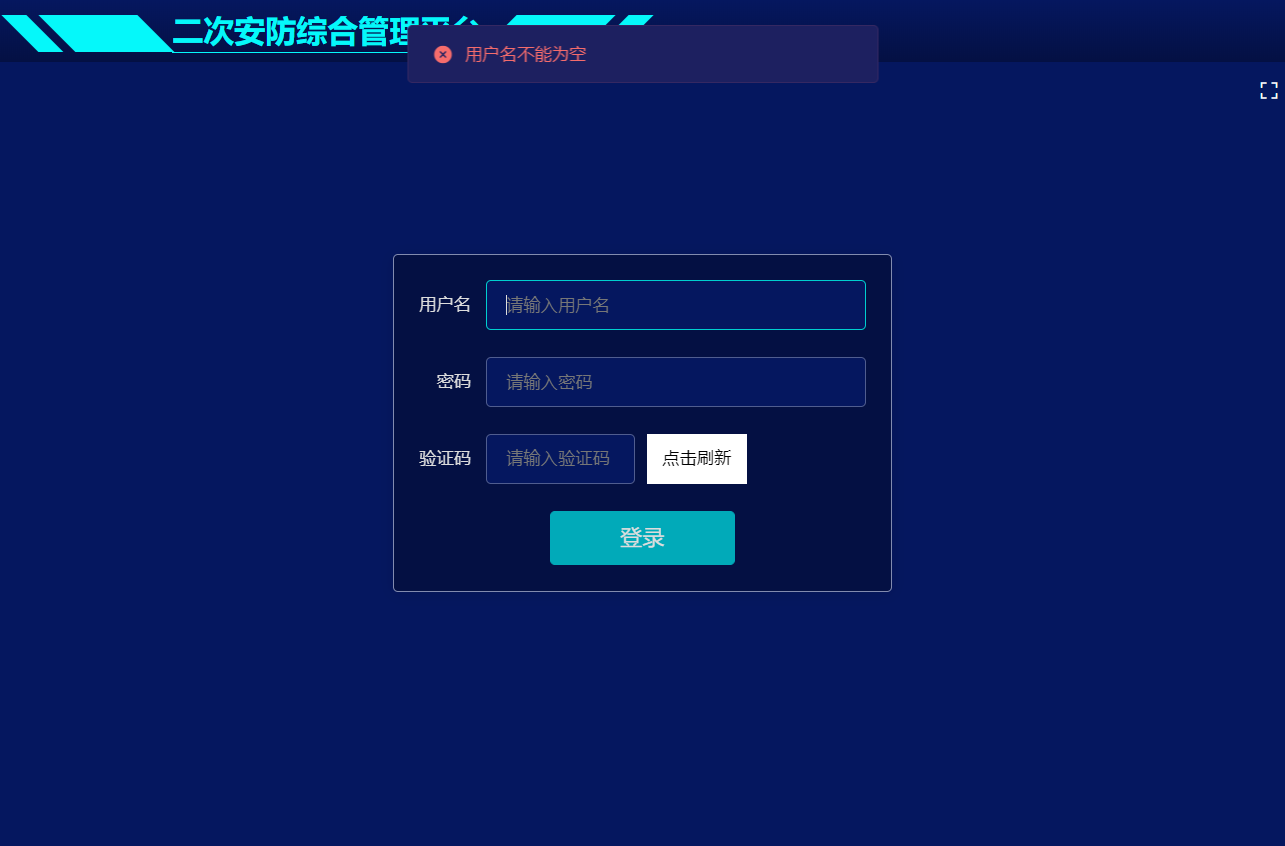 二次安防综合管理平台
用户名不能为空
用户名 请输入用户名
密码 请输入密码
验证码 请输入验证码 点击刷新
登录